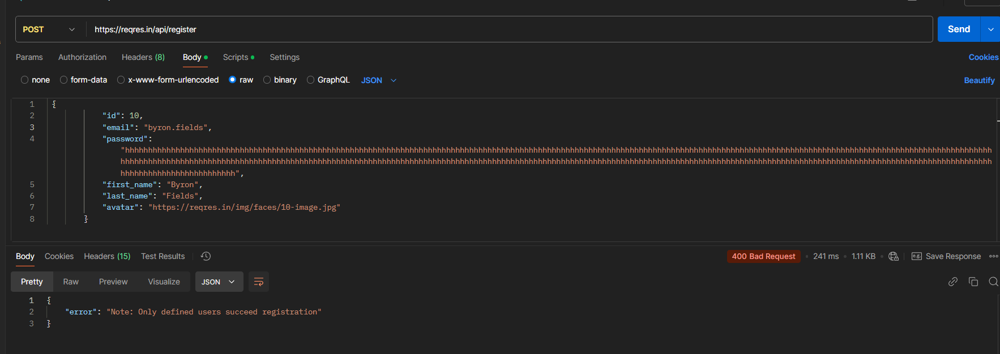 POST https://reqres.in/api/register Send
Params Authorization Headers (8) Body Scripts Settings Cookies
none form-data x-www-form-urlencoded raw binary GraphQL JSON Beautify
1 {
2 "id": 10,
3 "email": "byron.fields",
4 "password":
5 "first_name": "Byron",
6 "last_name": "Fields",
7 "avatar": "https://reqres.in/img/faces/10-image.jpg"
8 }
Body Cookies Headers (15) Test Results 400 Bad Request 241 ms 1.11 KB e.g. Save Response
Pretty Raw Preview Visualize JSON
1 {
2 "error": "Note: Only defined users succeed registration"
3 }